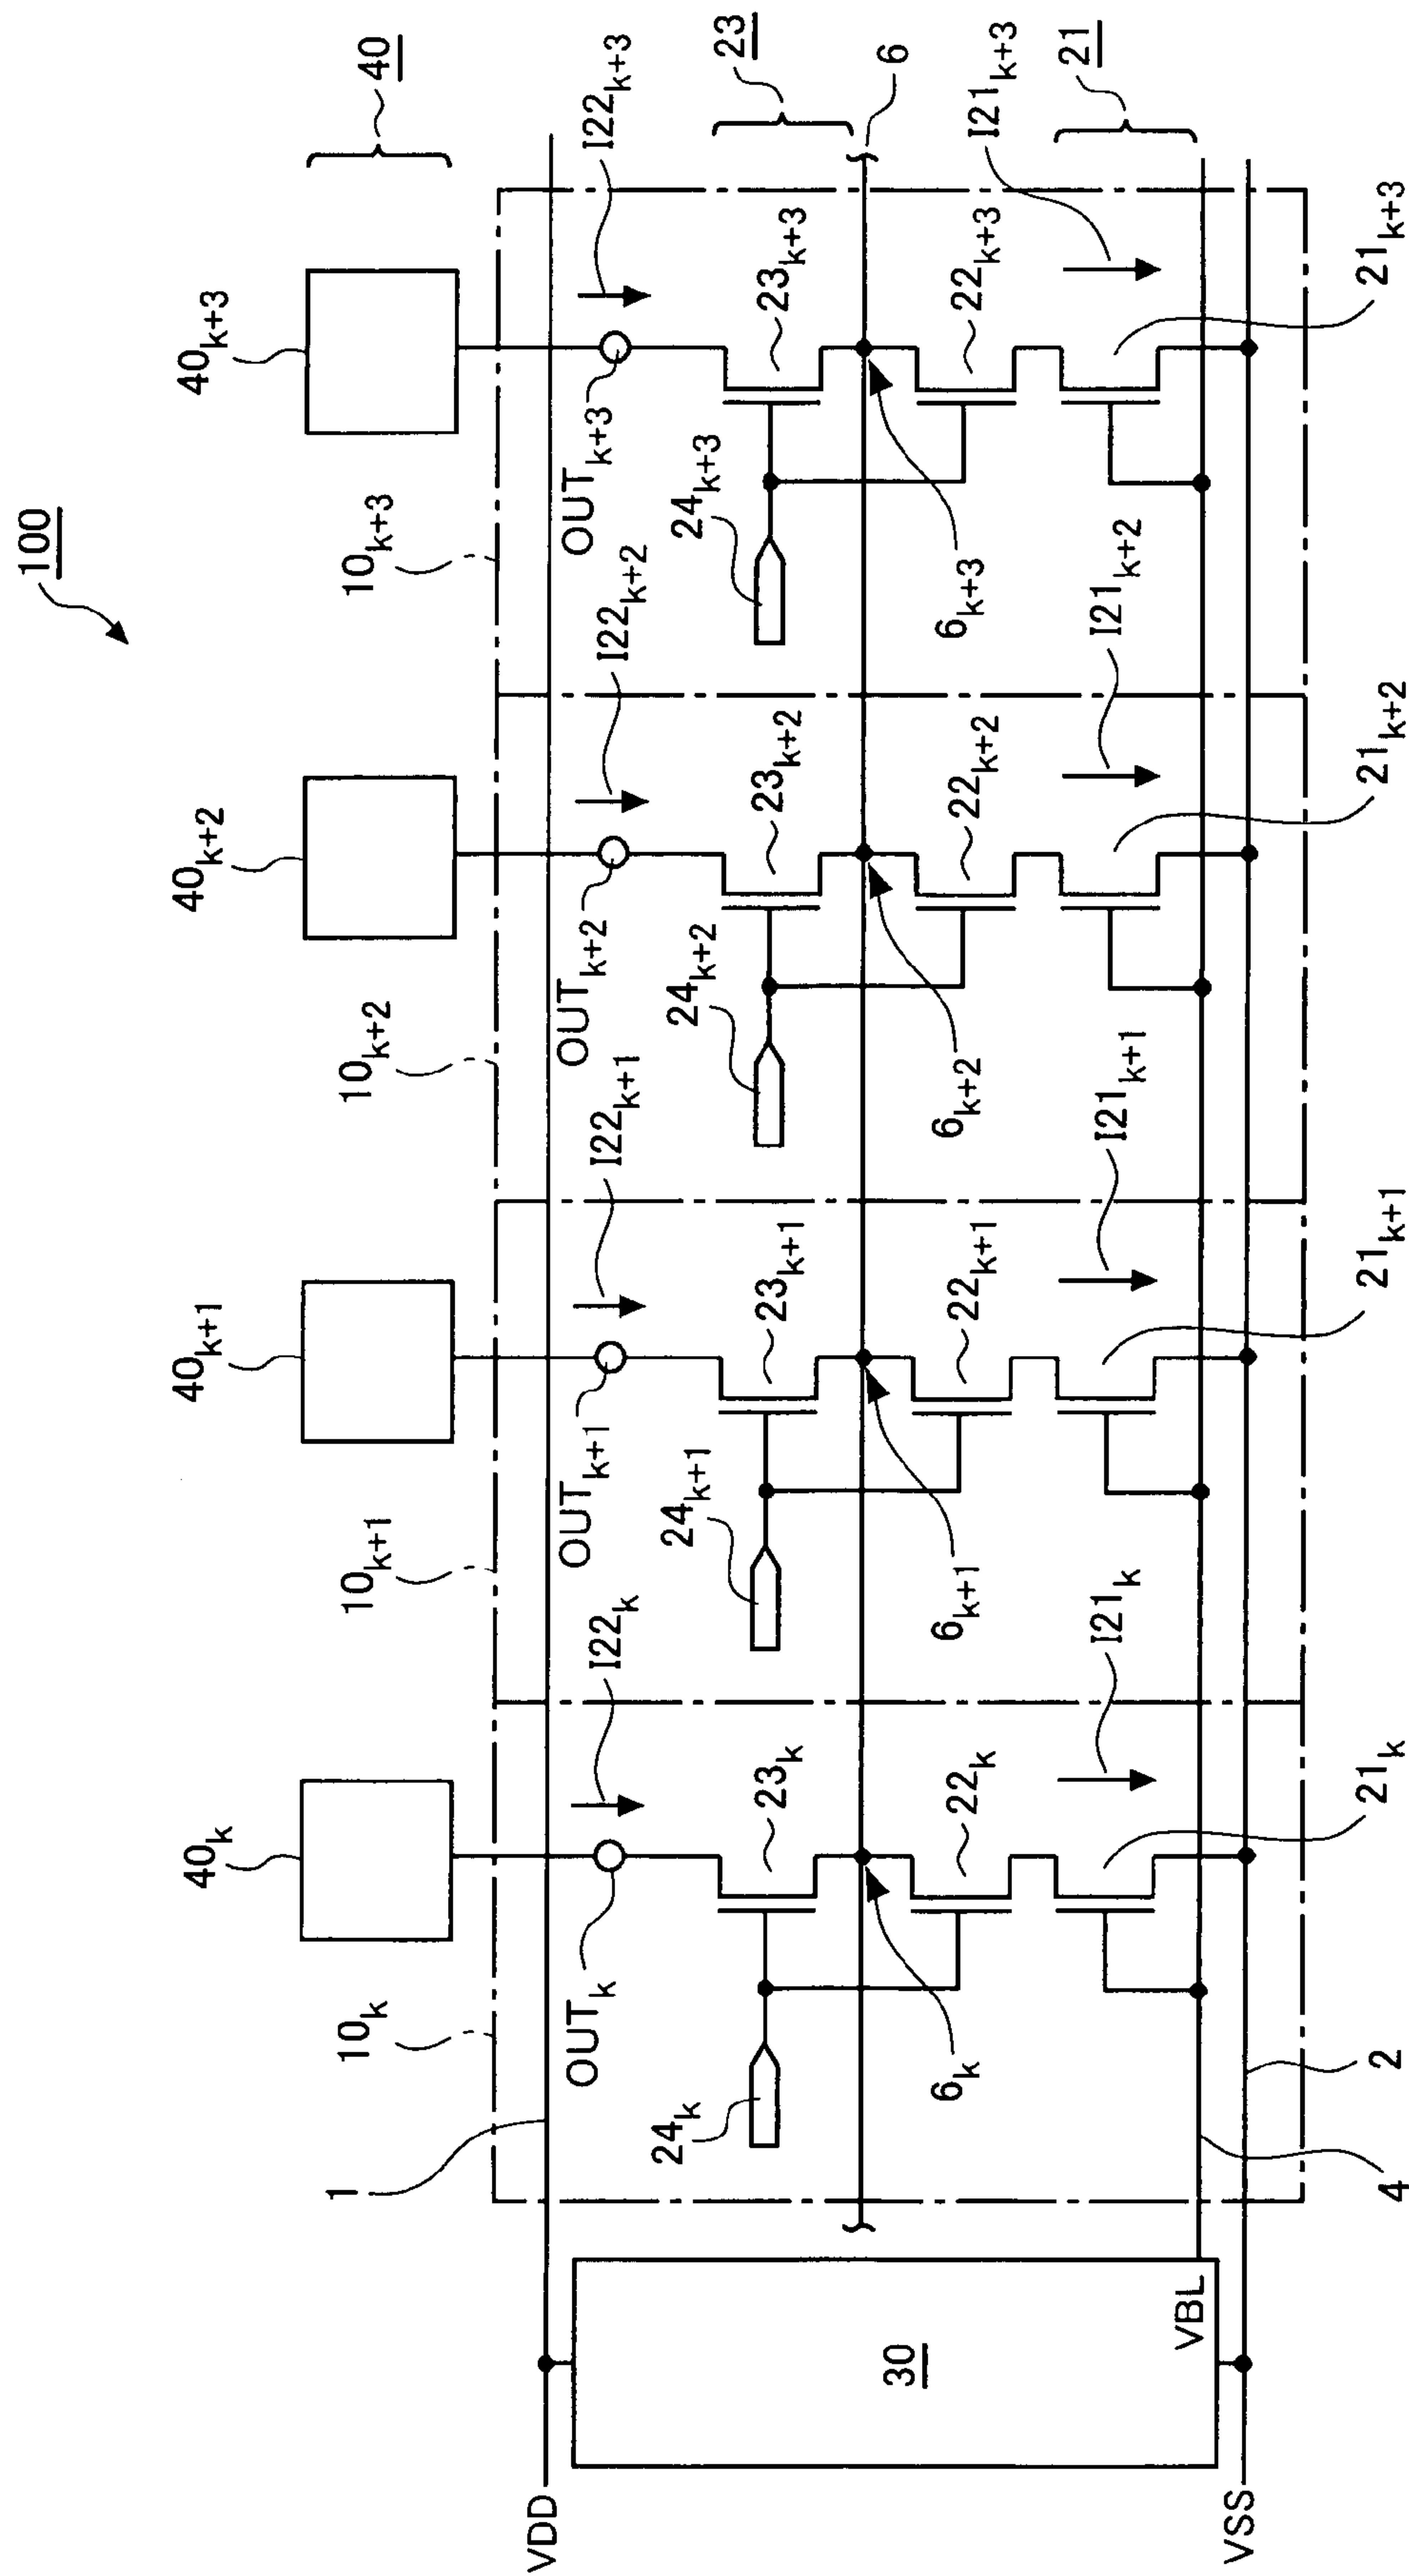 100
40
40k
40k+1
40k+2
40k+3
10k
10k+1
10k+2
10k+3
1
I22k
I22k+1
I22k+2
I22k+3
VDD
OUTk
OUTk+1
OUTk+2
OUTk+3
23
24k
23k
24k+1
23k+1
24k+2
23k+2
24k+3
23k+3
6
30
6k
22k
6k+1
22k+1
6k+2
22k+2
6k+3
22k+3
I21k
I21k+1
I21k+2
I21k+3
21
VBL
VSS
4
2
21k
21k+1
21k+2
21k+3